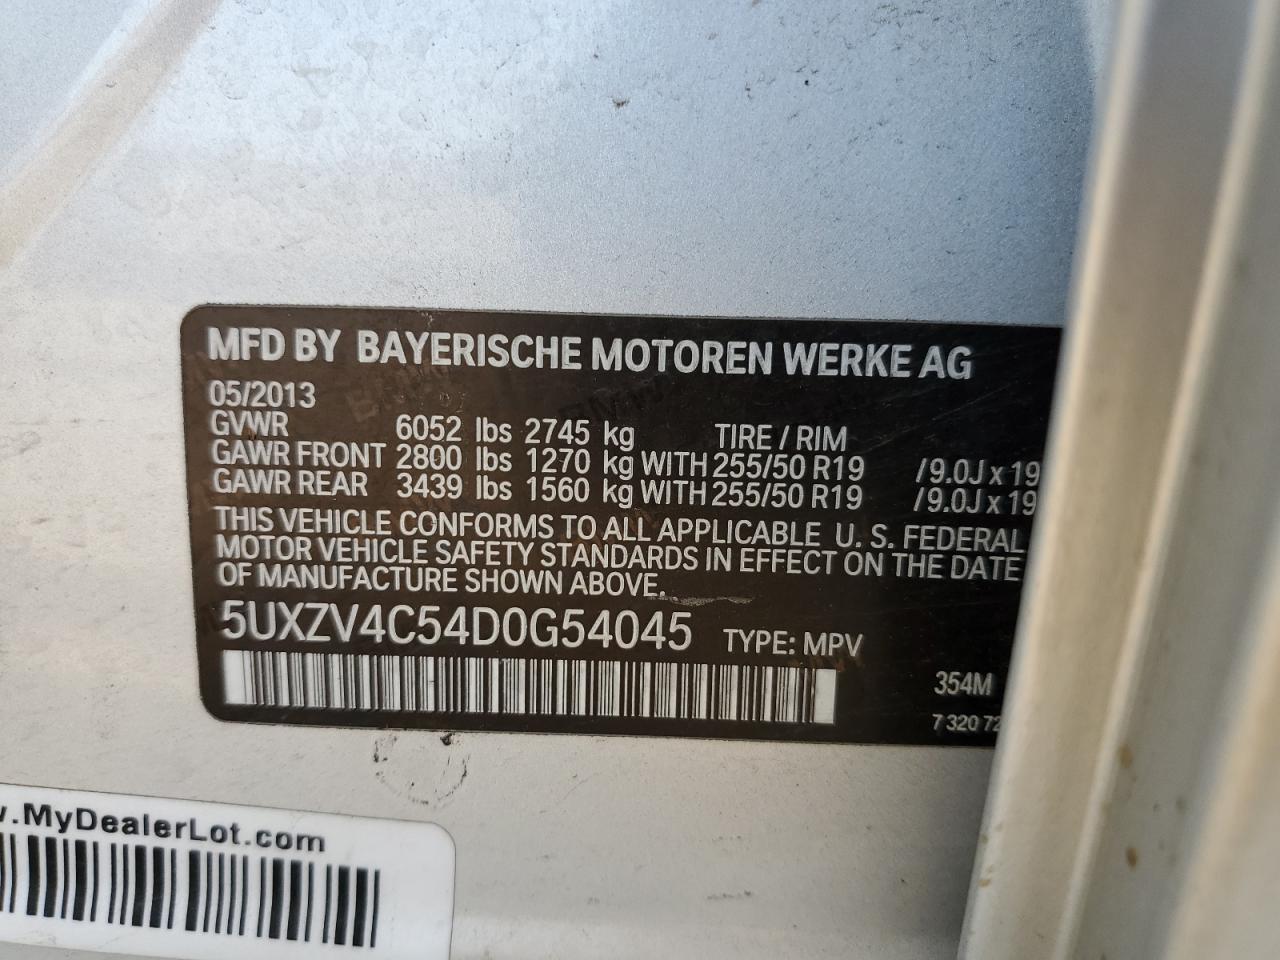 MFD BY BAYERISCHE MOTOREN WERKE AG
05/2013
GVWR 6052 lbs 2745 kg TIRE / RIM
GAWR FRONT 2800 lbs 1270 kg WITH 255/50 R19 /9.0J x 19
GAWR REAR 3439 lbs 1560 kg WITH 255/50 R19 /9.0J x 19
THIS VEHICLE CONFORMS TO ALL APPLICABLE U. S. FEDERAL
MOTOR VEHICLE SAFETY STANDARDS IN EFFECT ON THE DATE
OF MANUFACTURE SHOWN ABOVE.
5UXZV4C54D0G54045 TYPE: MPV
354M
7 320 72
.MyDealerLot.com